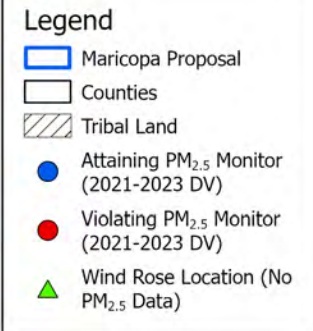 Legend
Maricopa Proposal
Counties
Tribal Land
Attaining PM2.5 Monitor
(2021-2023 DV)
Violating PM2.5 Monitor
(2021-2023 DV)
Wind Rose Location (No
PM2.5 Data)